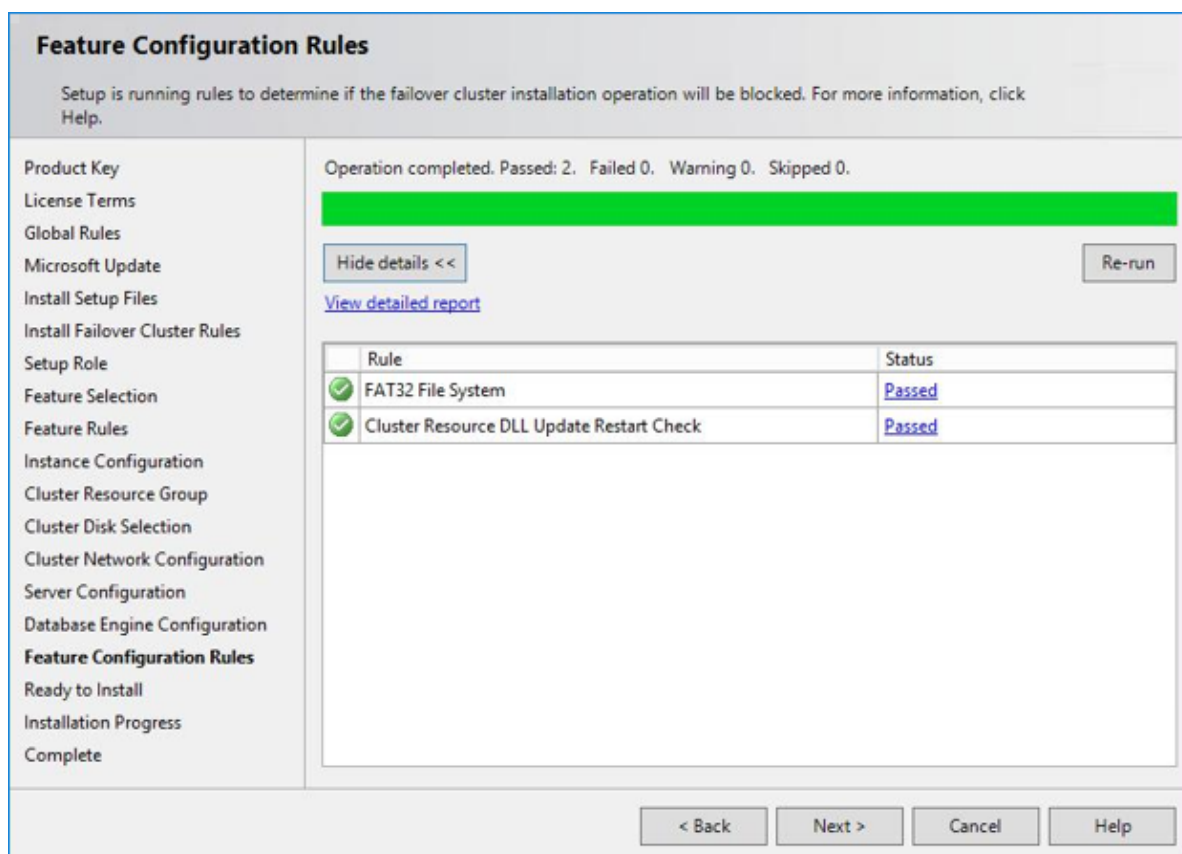 Feature Configuration Rules
Setup is running rules to determine if the failover cluster installation operation will be blocked. For more information, click
Help.
Product Key
License Terms
Global Rules
Microsoft Update
Install Setup Files
Install Failover Cluster Rules
Setup Role
Feature Selection
Feature Rules
Instance Configuration
Cluster Resource Group
Cluster Disk Selection
Cluster Network Configuration
Server Configuration
Database Engine Configuration
Feature Configuration Rules
Ready to Install
Installation Progress
Complete
Operation completed. Passed: 2. Failed 0. Warning 0. Skipped 0.
Hide details << Re-run
View detailed report
Rule Status
FAT32 File System Passed
Cluster Resource DLL Update Restart Check Passed
< Back Next > Cancel Help